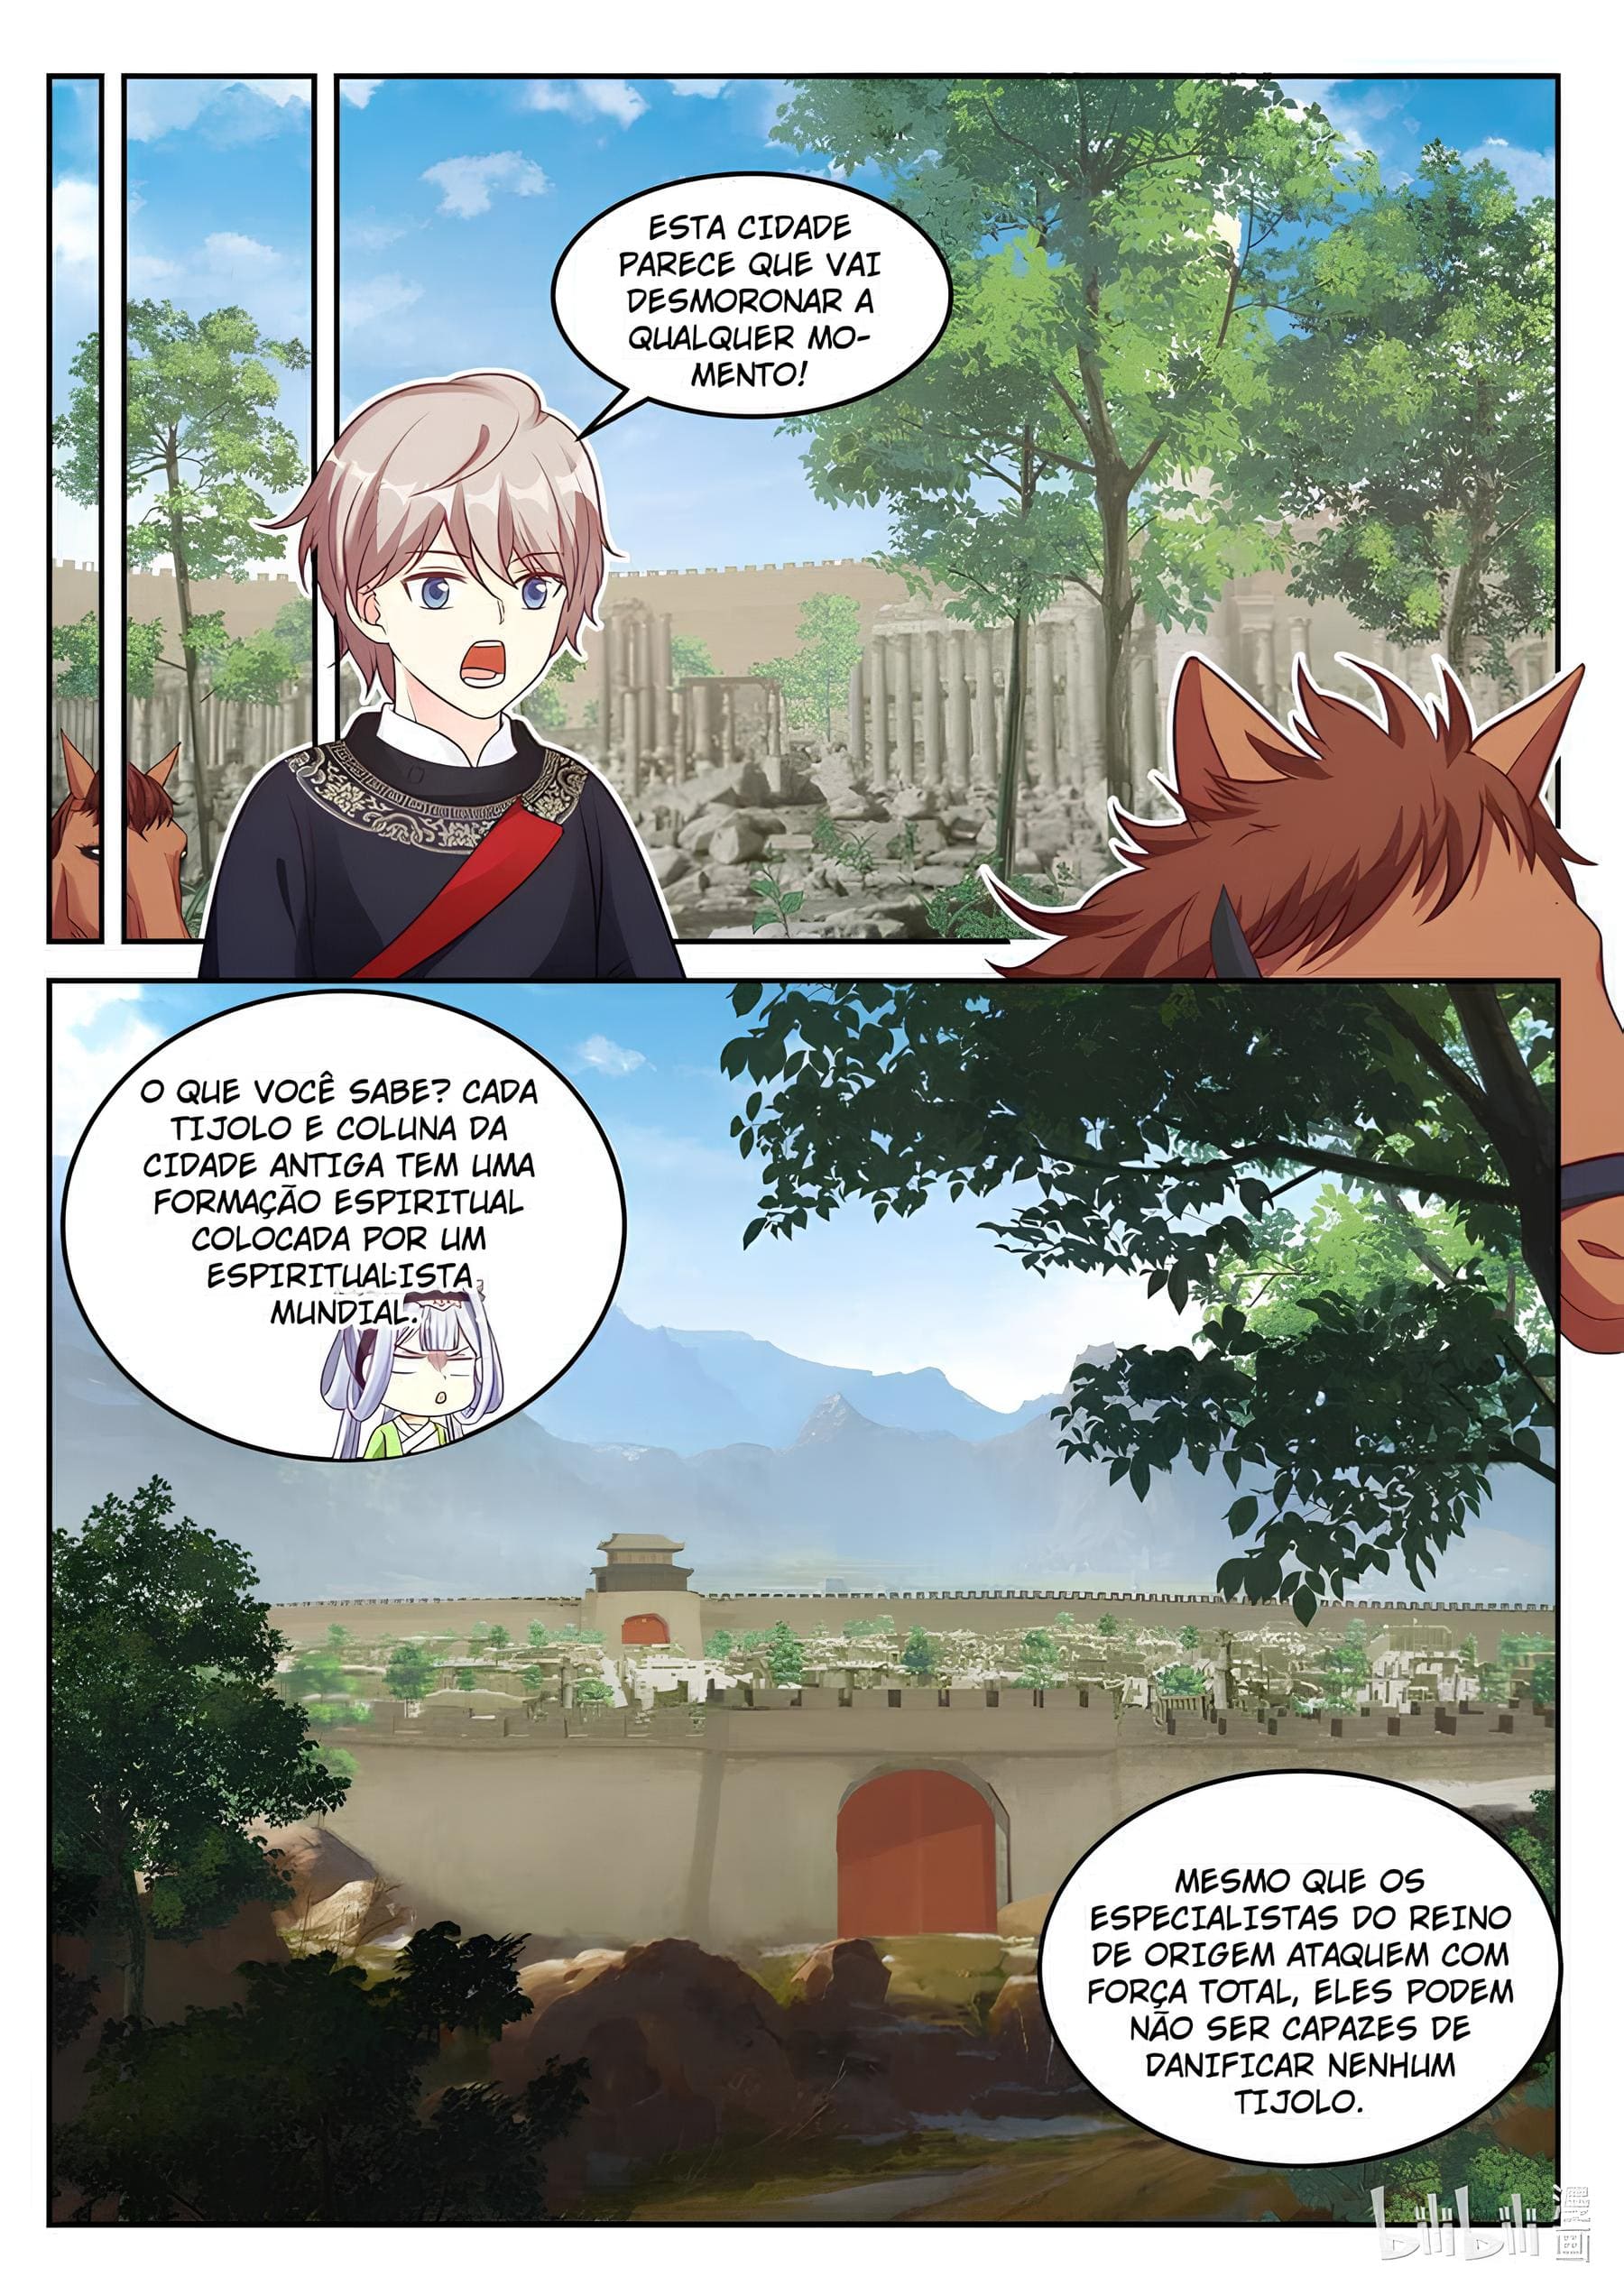 ESTA CIDADE
PARECE QUE VAI
DESMORONAR A
QUALQUER MO-
MENTO!
O QUE VOCÊ SABE? CADA
TIJOLO E COLUNA DA
CIDADE ANTIGA TEM UMA
FORMAÇÃO ESPIRITUAL
COLOCADA POR UM
ESPIRITUALISTA
MUNDIAL.
MESMO QUE OS
ESPECIALISTAS DO REINO
DE ORIGEM ATAQUEM COM
FORÇA TOTAL, ELES PODEM
NÃO SER CAPAZES DE
DANIFICAR NENHUM
TIJOLO.
bilibili 漫画